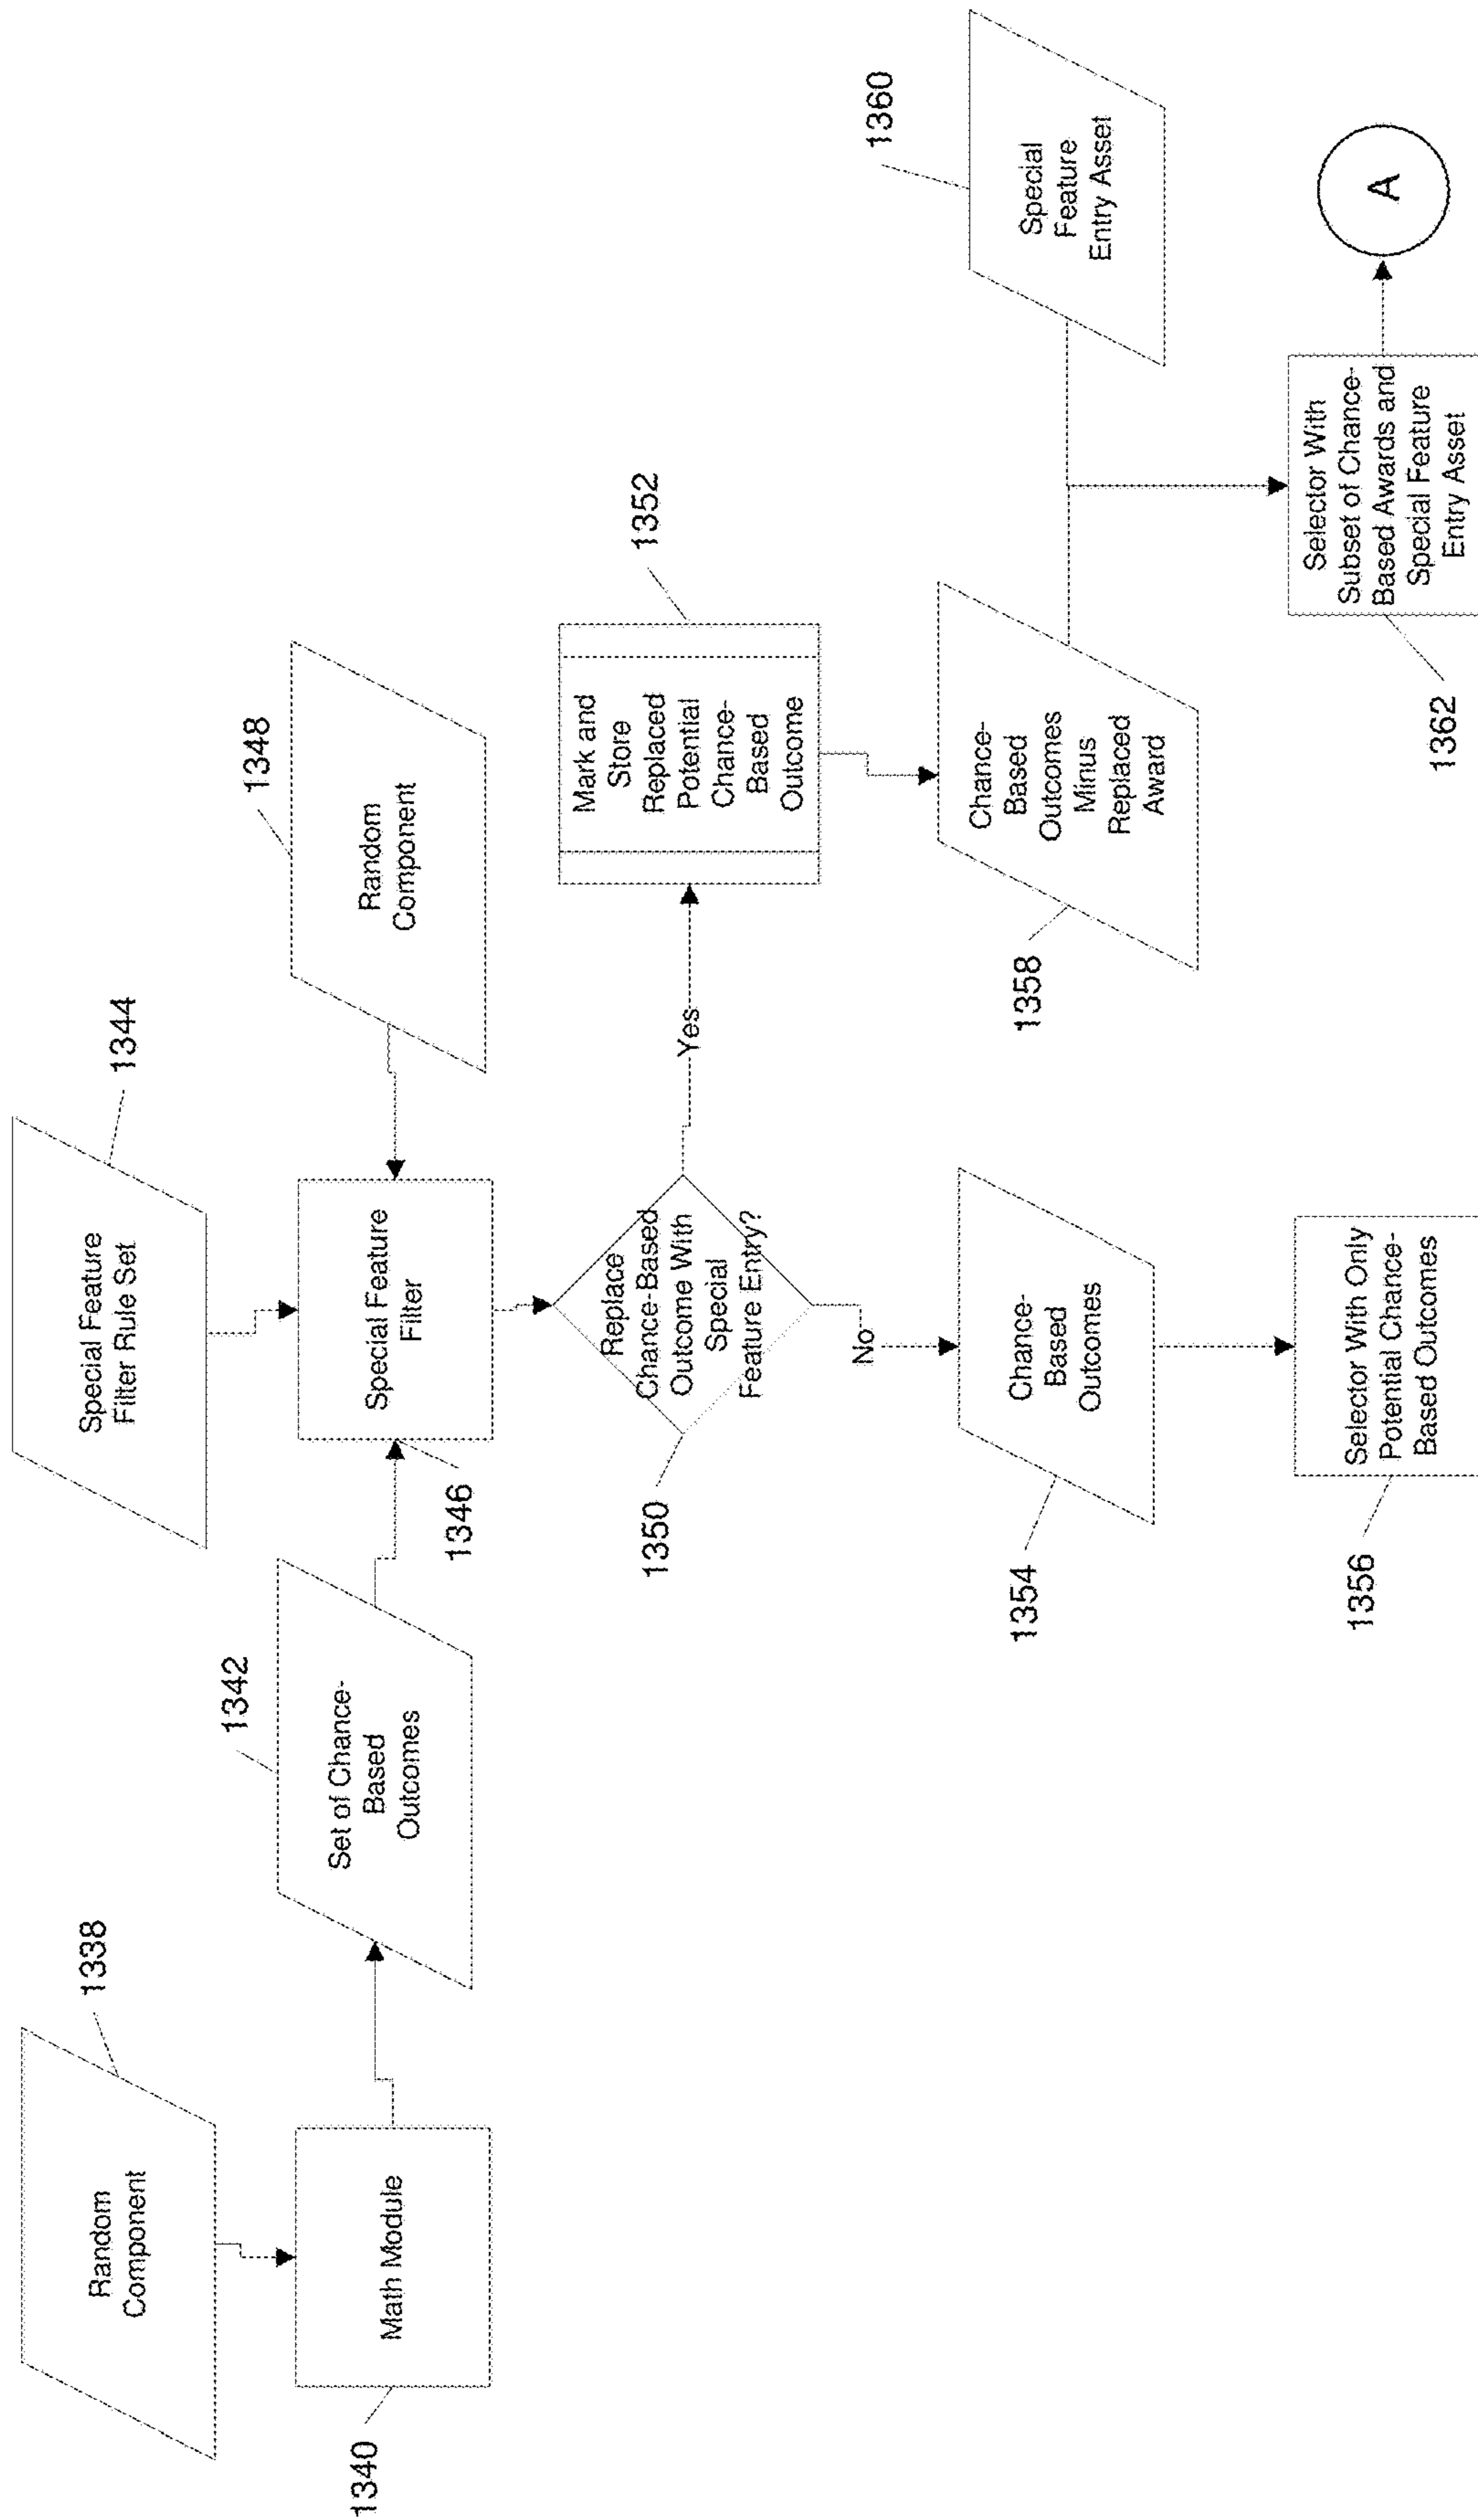 1338
Random
Component
1340
Math Module
1342
Set of Chance-
Based
Outcomes
1344
Special Feature
Filter Rule Set
1346
Special Feature
Filter
1348
Random
Component
1350
Replace
Chance-Based
Outcome With
Special
Feature Entry?
Yes
No
1352
Mark and
Store
Replaced
Potential
Chance-
Based
Outcome
1354
Chance-
Based
Outcomes
1356
Selector With Only
Potential Chance-
Based Outcomes
1358
Chance-
Based
Outcomes
Minus
Replaced
Award
1360
Special
Feature
Entry Asset
1362
Selector With
Subset of Chance-
Based Awards and
Special Feature
Entry Asset
A